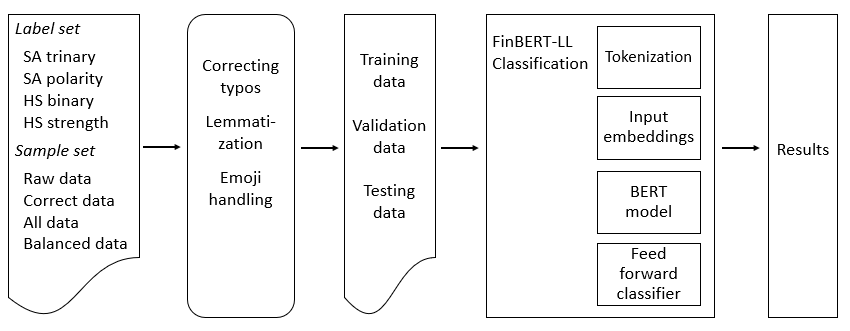 Label set
SA trinary
SA polarity
HS binary
HS strength
Sample set
Raw data
Correct data
All data
Balanced data
Correcting
typos
Lemmati-
zation
Emoji
handling
Training
data
Validation
data
Testing
data
FinBERT-LL
Classification
Tokenization
Input
embeddings
BERT
model
Feed
forward
classifier
Results